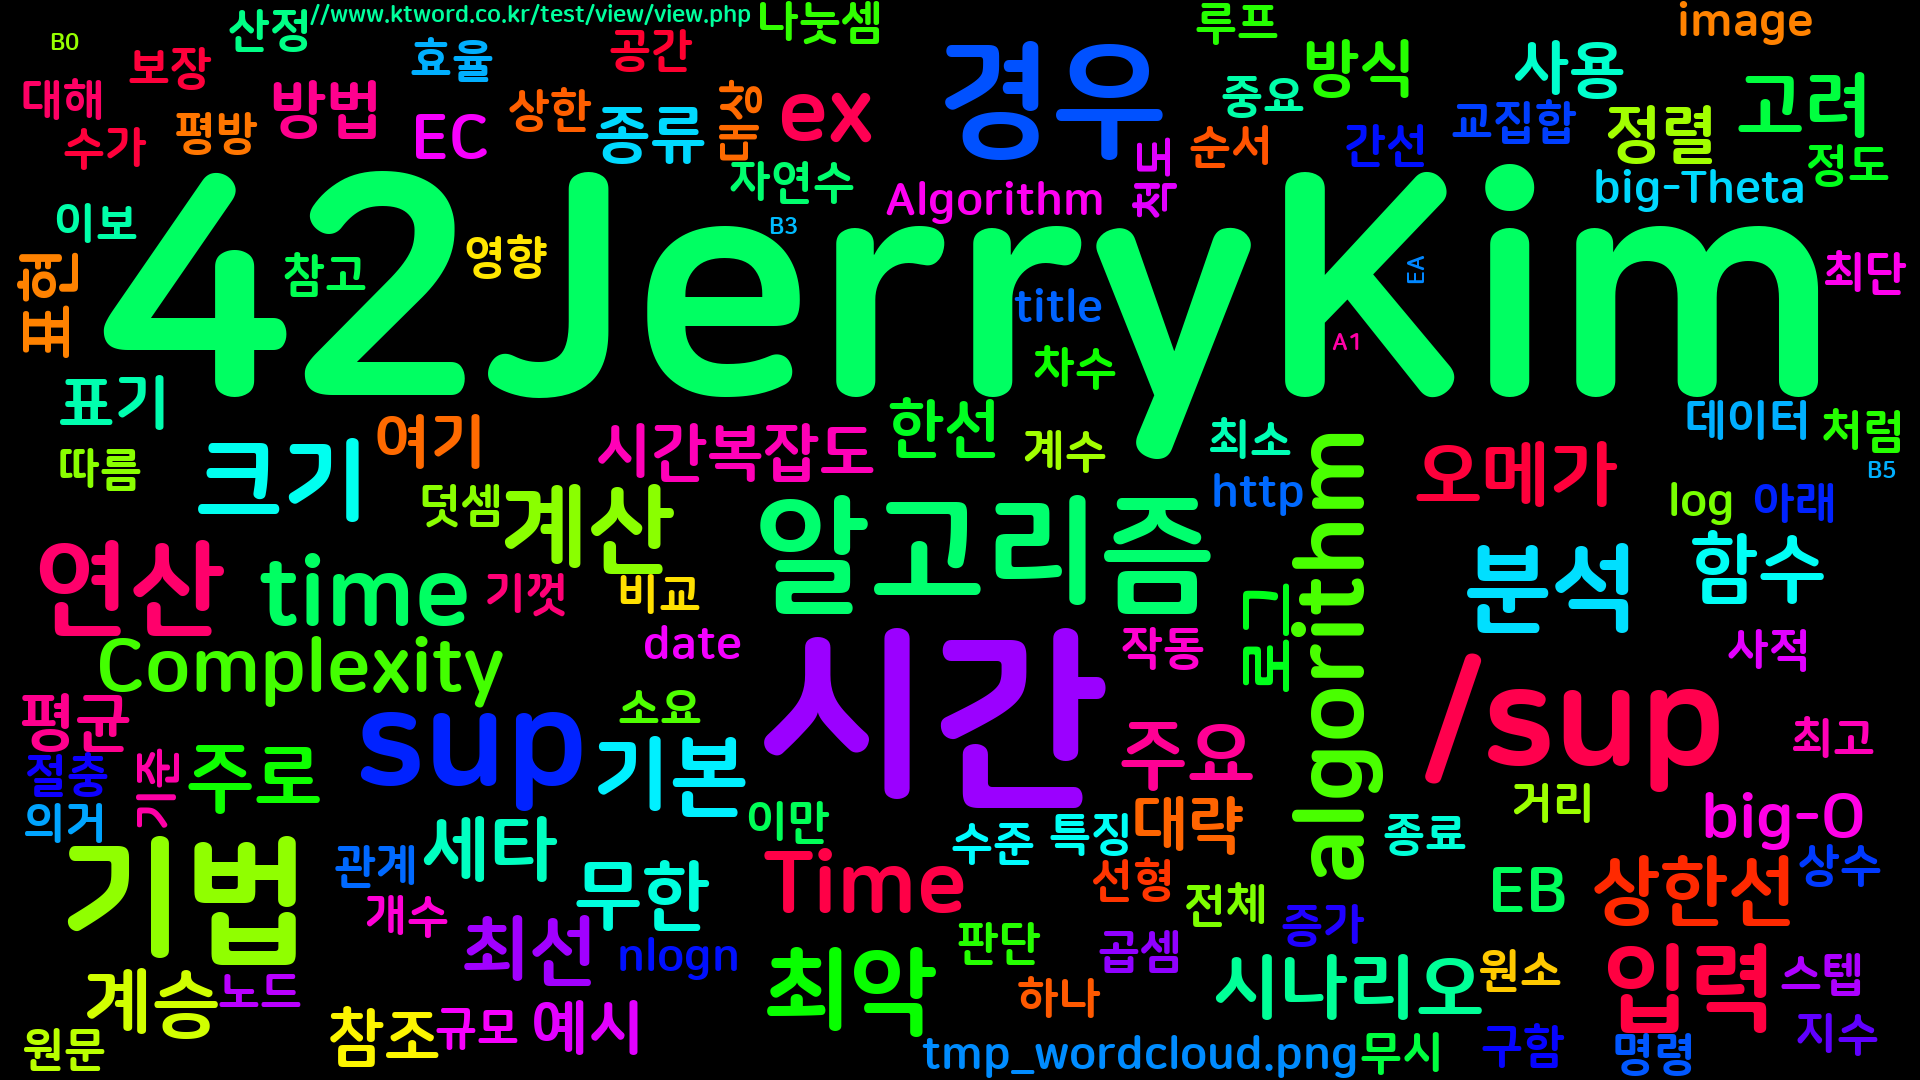 //www.ktword.co.kr/test/view/view.php
나눗셈
루프
image
B0
산정
보장
효율
공간
경우
방식
사용
대해
방법
상한
종류
측대
ex
중요
고려
수가
평방
EC
순서
간선
교집합
정렬
정도
자연수
Algorithm
내차
big-Theta
이보
42JerryKim
B3
참고
영향
EA
최단
표현
title
A1
차수
표기
여기
시간복잡도
한선
계수
최소
데이터
처럼
따름
크기
덧셈
계산
알고리즘
http
algorithm
오메가
log
아래
B5
연산
time
기껏
비교
로그
분석
함수
Complexity
date
시간
작동
사적
평균
sup
소요
/sup
최고
절충
기준
주로
기본
주요
거리
의거
이만
수준
특징
대략
종료
big-O
기법
관계
세타
무한
Time
선형
전체
EB
상한선
상수
개수
최선
nlogn
판단
곱셈
증가
계승
노드
최악
하나
시나리오
원소
입력
스텝
원문
참조
규모
예시
tmp_wordcloud.png
무시
구함
명령
지수